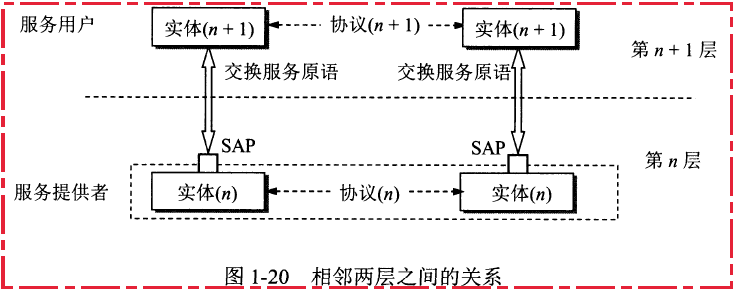 服务用户 实体(n + 1) 协议(n + 1) 实体(n + 1)
第 n + 1 层
交换服务原语 交换服务原语
SAP SAP
第 n 层
服务提供者 实体(n) 协议(n) 实体(n)
图 1-20 相邻两层之间的关系